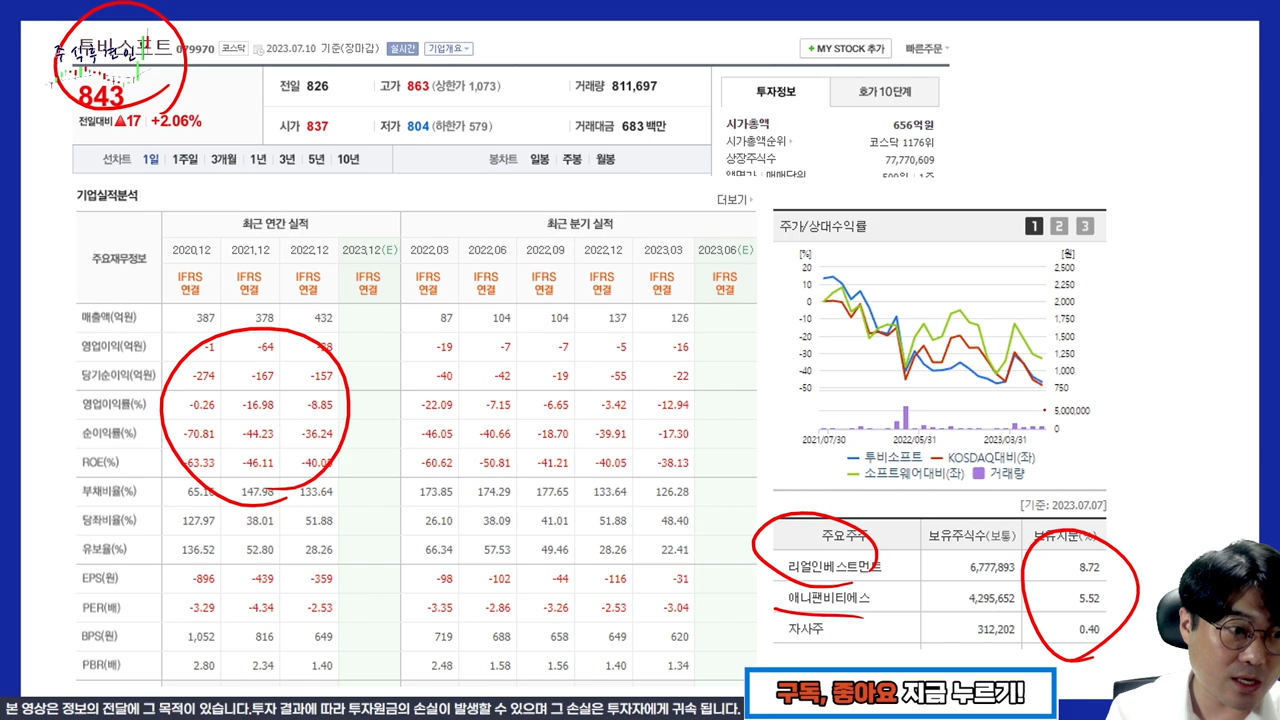 투비소프트 079970 코스닥 2023.07.10 기준(장마감) 실시간 기업개요
주식후견인
+ MY STOCK 추가 빠른주문
843
전일대비 ▲17 +2.06%
전일 826 고가 863 (상한가 1,073) 거래량 811,697
시가 837 저가 804 (하한가 579) 거래대금 683 백만
선차트 1일 1주일 3개월 1년 3년 5년 10년 봉차트 일봉 주봉 월봉
투자정보 호가 10단계
시가총액 656억원
시가총액순위 코스닥 1176위
상장주식수 77,770,609
액면가 매매단위 500원 1주
기업실적분석 더보기
주요재무정보 최근 연간 실적 최근 분기 실적
2020,12 2021,12 2022,12 2023,12(E) 2022,03 2022,06 2022,09 2022,12 2023,03 2023,06(E)
IFRS IFRS IFRS IFRS IFRS IFRS IFRS IFRS IFRS IFRS
연결 연결 연결 연결 연결 연결 연결 연결 연결 연결
매출액(억원) 387 378 432 87 104 104 137 126
영업이익(억원) -1 -64 -38 -19 -7 -7 -5 -16
당기순이익(억원) -274 -167 -157 -40 -42 -19 -55 -22
영업이익률(%) -0.26 -16.98 -8.85 -22.09 -7.15 -6.65 -3.42 -12.94
순이익률(%) -70.81 -44.23 -36.24 -46.05 -40.66 -18.70 -39.91 -17.30
ROE(%) -63.33 -46.11 -40.05 -60.62 -50.81 -41.21 -40.05 -38.13
부채비율(%) 147.98 133.64 173.85 174.29 177.65 133.64 126.28
당좌비율(%) 127.97 38.01 51.88 26.10 38.09 41.01 51.88 48.40
유보율(%) 136.52 52.80 28.26 66.34 57.53 49.46 28.26 22.41
EPS(원) -896 -439 -359 -98 -102 -44 -116 -31
PER(배) -3.29 -4.34 -2.53 -3.35 -2.86 -3.26 -2.53 -3.04
BPS(원) 1,052 816 649 719 688 658 649 620
PBR(배) 2.80 2.34 1.40 2.48 1.58 1.56 1.40 1.34
주가/상대수익률 1 2 3
[%] [원]
20 2,500
10 2,250
0 2,000
-10 1,750
-20 1,500
-30 1,250
-40 1,000
-50 750
5,000,000
0
2021/07/30 2022/05/31 2023/03/31
투비소프트 KOSDAQ대비(좌)
소프트웨어대비(좌) 거래량
[기준: 2023.07.07]
주요주주 보유주식수(보통) 보유지분(%)
리얼인베스트먼트 6,777,893 8.72
애니팬비티에스 4,295,652 5.52
자사주 312,202 0.40
구독, 좋아요 지금 누르기!
본 영상은 정보의 전달에 그 목적이 있습니다.투자 결과에 따라 투자원금의 손실이 발생할 수 있으며 그 손실은 투자자에게 귀속 됩니다.